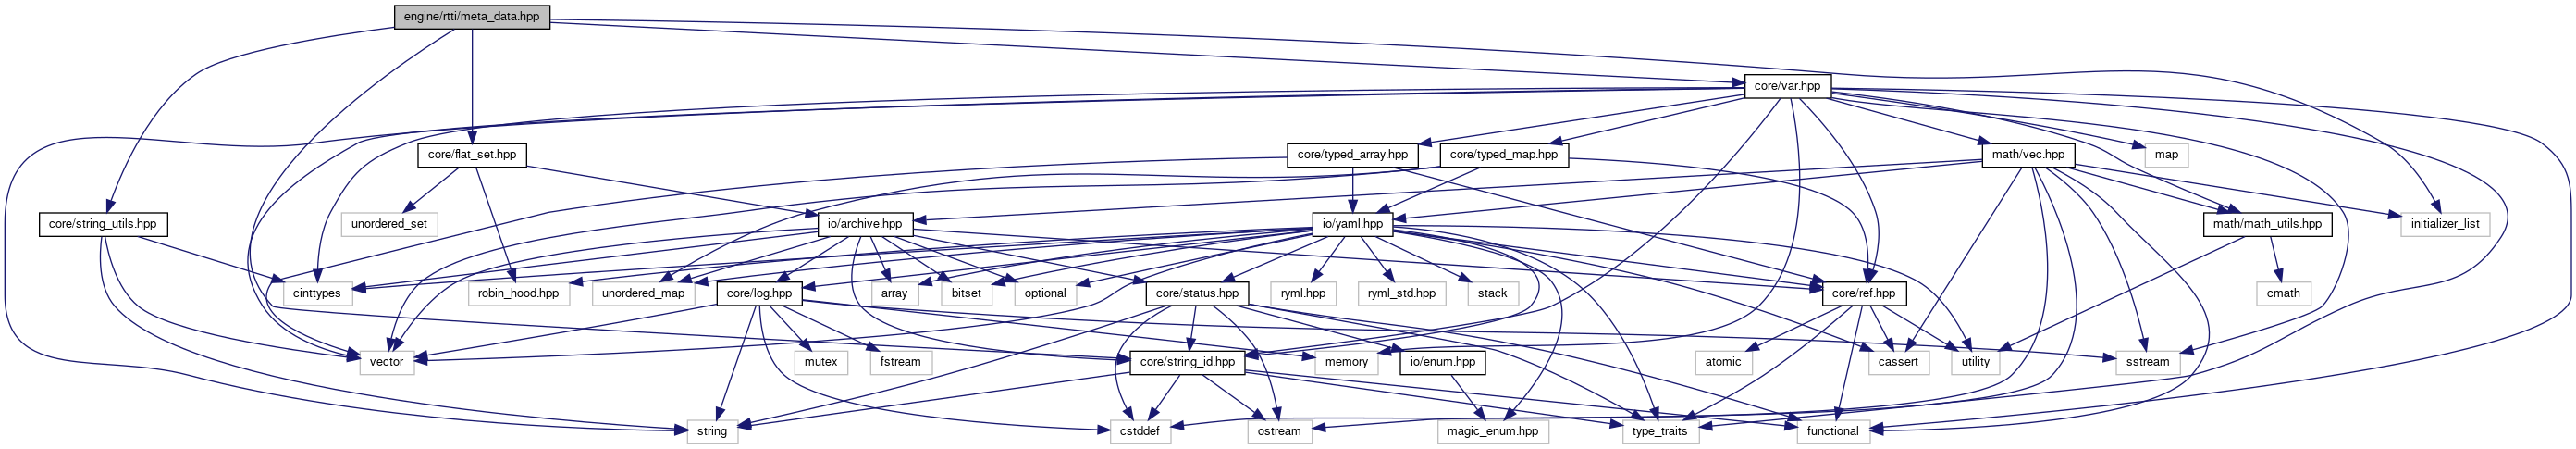 engine/rtti/meta_data.hpp
core/var.hpp
core/flat_set.hpp
core/typed_array.hpp
core/typed_map.hpp
math/vec.hpp
map
core/string_utils.hpp
unordered_set
io/archive.hpp
io/yaml.hpp
math/math_utils.hpp
initializer_list
cinttypes
robin_hood.hpp
unordered_map
core/log.hpp
array
bitset
optional
core/status.hpp
ryml.hpp
ryml_std.hpp
stack
core/ref.hpp
cmath
vector
mutex
fstream
core/string_id.hpp
memory
io/enum.hpp
atomic
cassert
utility
sstream
string
cstddef
ostream
magic_enum.hpp
type_traits
functional